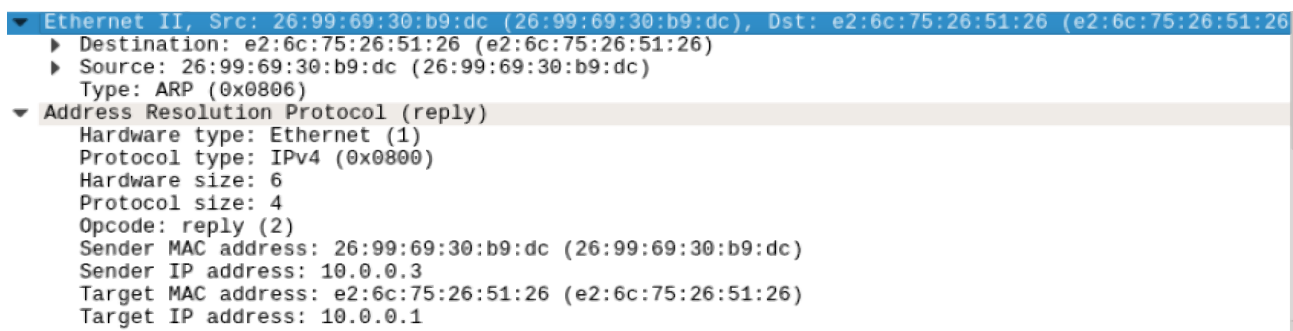 Ethernet II, Src: 26:99:69:30:b9:dc (26:99:69:30:b9:dc), Dst: e2:6c:75:26:51:26 (e2:6c:75:26:51:26
Destination: e2:6c:75:26:51:26 (e2:6c:75:26:51:26)
Source: 26:99:69:30:b9:dc (26:99:69:30:b9:dc)
Type: ARP (0x0806)
Address Resolution Protocol (reply)
Hardware type: Ethernet (1)
Protocol type: IPv4 (0x0800)
Hardware size: 6
Protocol size: 4
Opcode: reply (2)
Sender MAC address: 26:99:69:30:b9:dc (26:99:69:30:b9:dc)
Sender IP address: 10.0.0.3
Target MAC address: e2:6c:75:26:51:26 (e2:6c:75:26:51:26)
Target IP address: 10.0.0.1